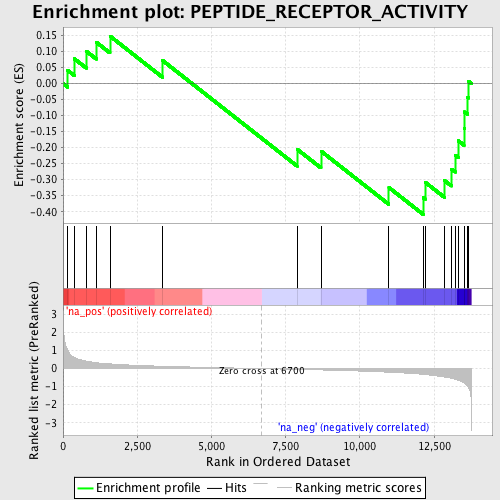 Enrichment plot: PEPTIDE_RECEPTOR_ACTIVITY
Enrichment score (ES)
0.15
0.10
0.05
0.00
-0.05
-0.10
-0.15
-0.20
-0.25
-0.30
-0.35
-0.40
'na_pos' (positively correlated)
Ranked list metric (PreRanked)
3
2
1
0
-1
-2
-3
Zero cross at 6700
'na_neg' (negatively correlated)
0 2,500 5,000 7,500 10,000 12,500
Rank in Ordered Dataset
Enrichment profile Hits Ranking metric scores